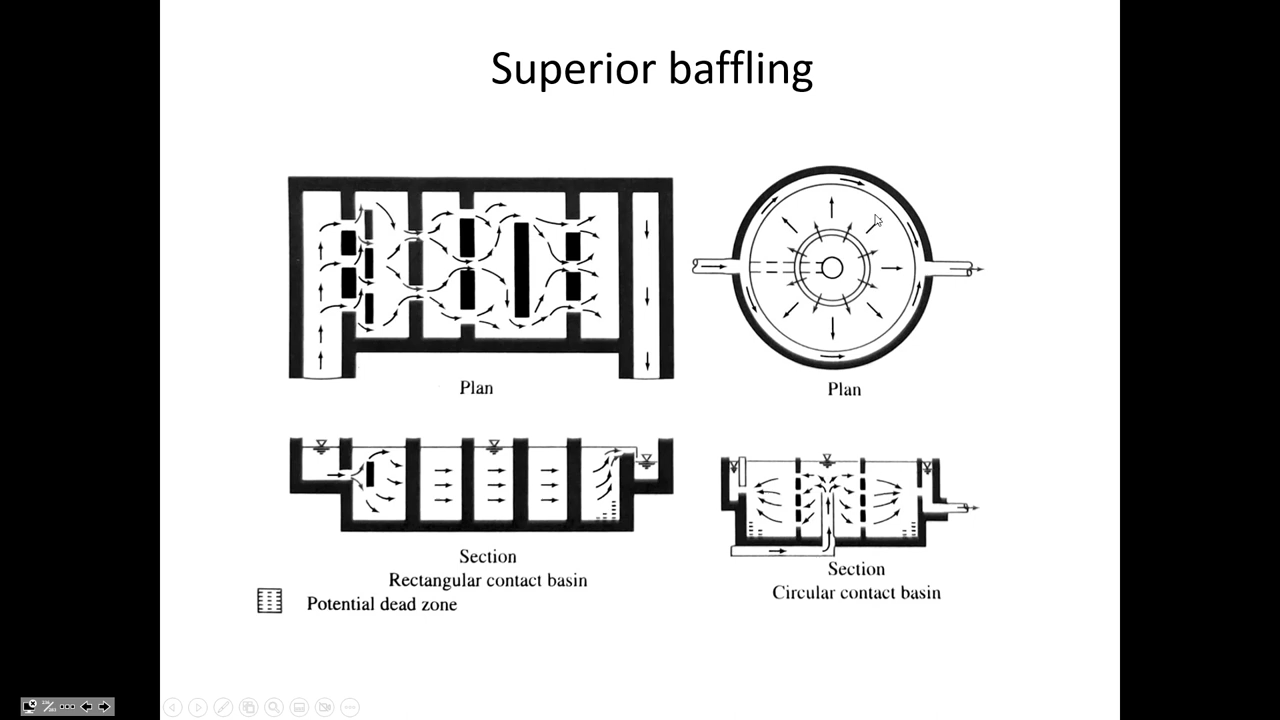 Superior baffling
Plan
Plan
Section
Rectangular contact basin
Section
Circular contact basin
Potential dead zone